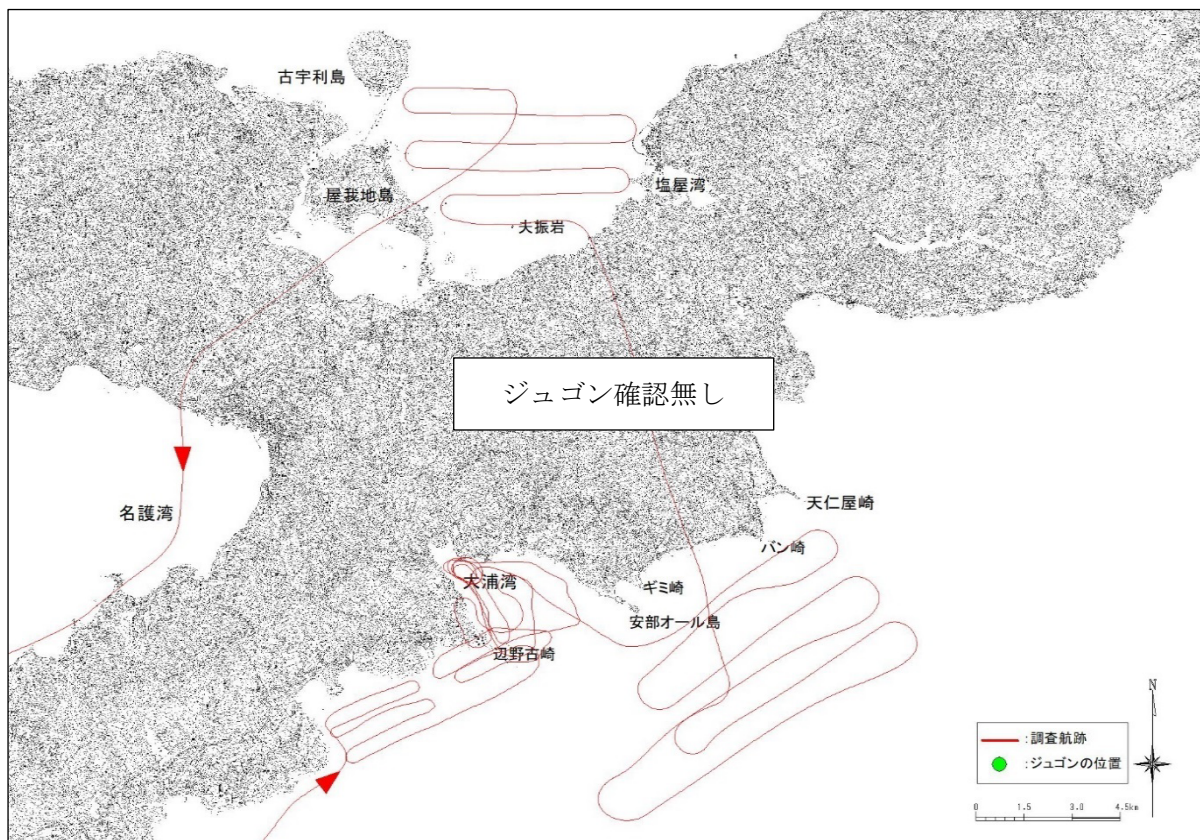 古宇利島
屋我地島
塩屋湾
夫振岩
ジュゴン確認無し
名護湾
天仁屋崎
バン崎
大浦湾
ギミ崎
安部オール島
辺野古崎
N
:調査航跡
:ジュゴンの位置
0 1.5 3.0 4.5km